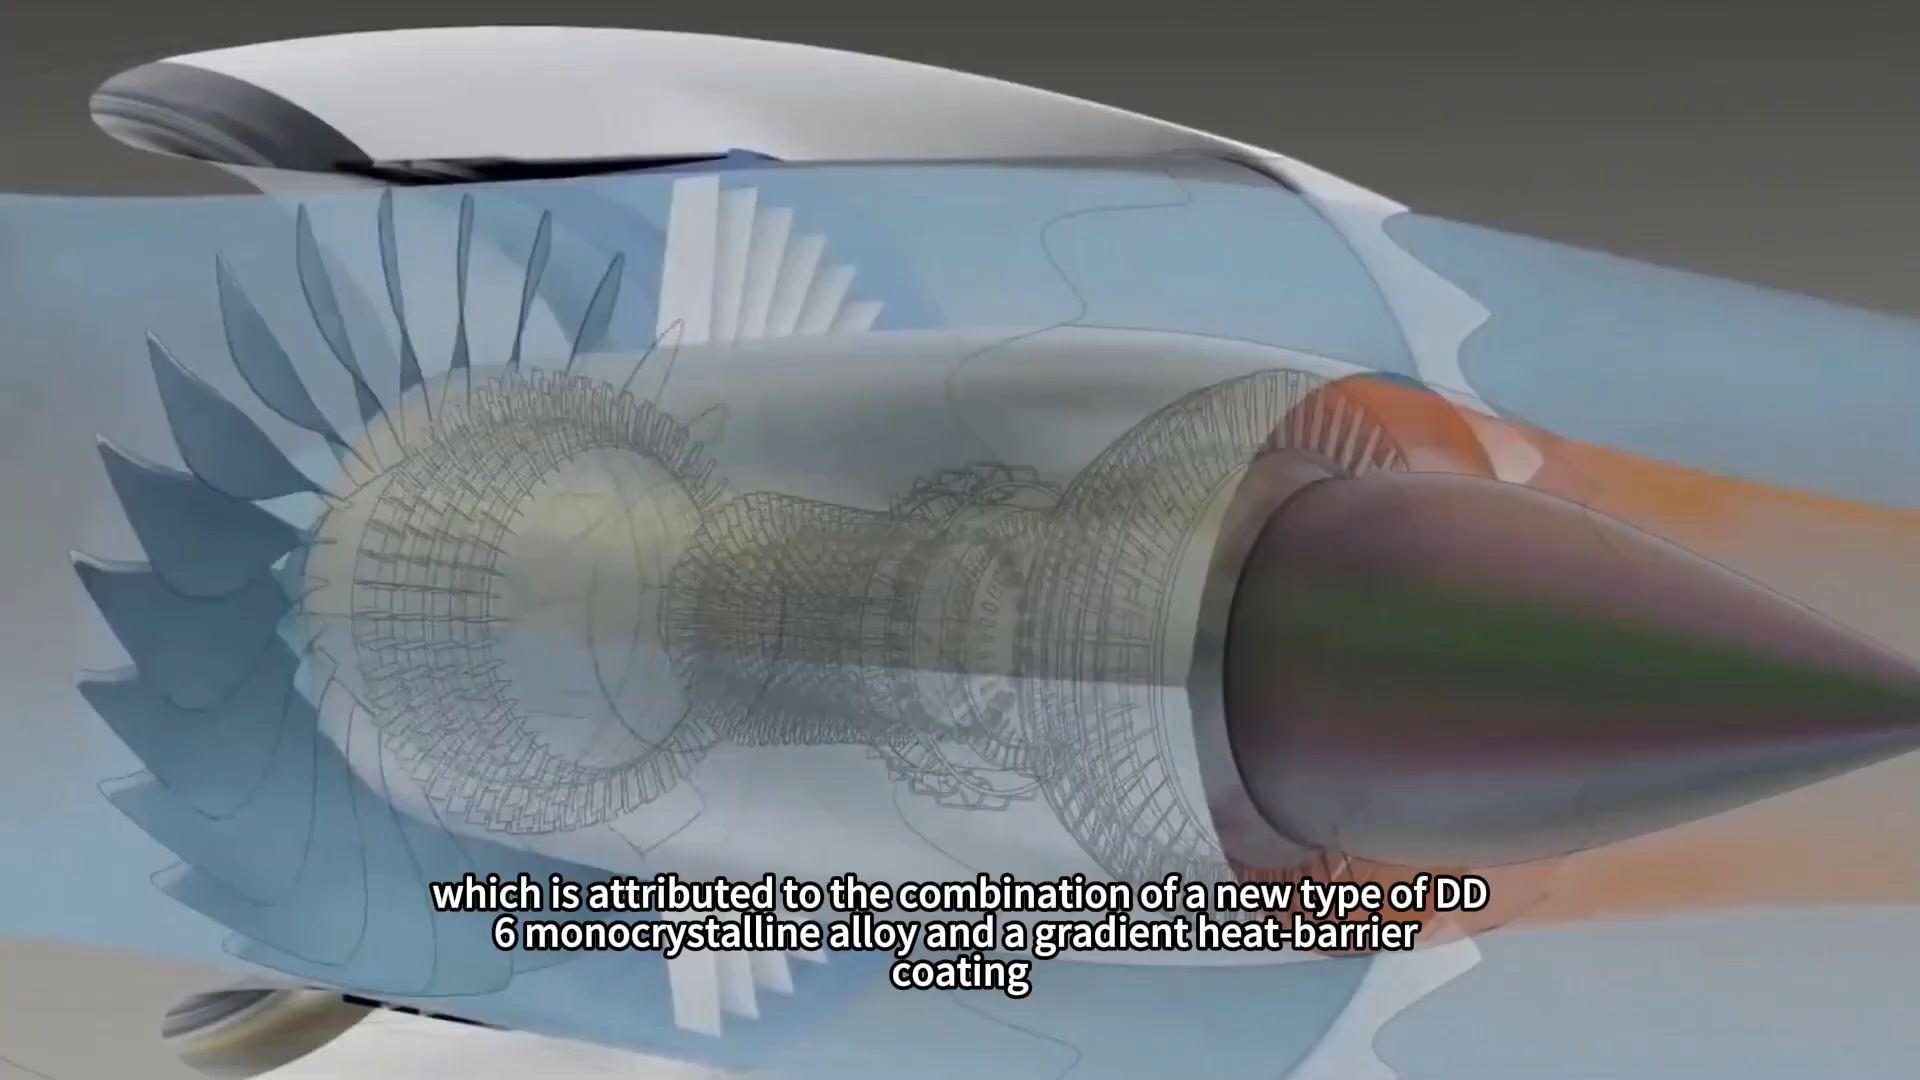 which is attributed to the combination of a new type of DD
6 monocrystalline alloy and a gradient heat-barrier
coating